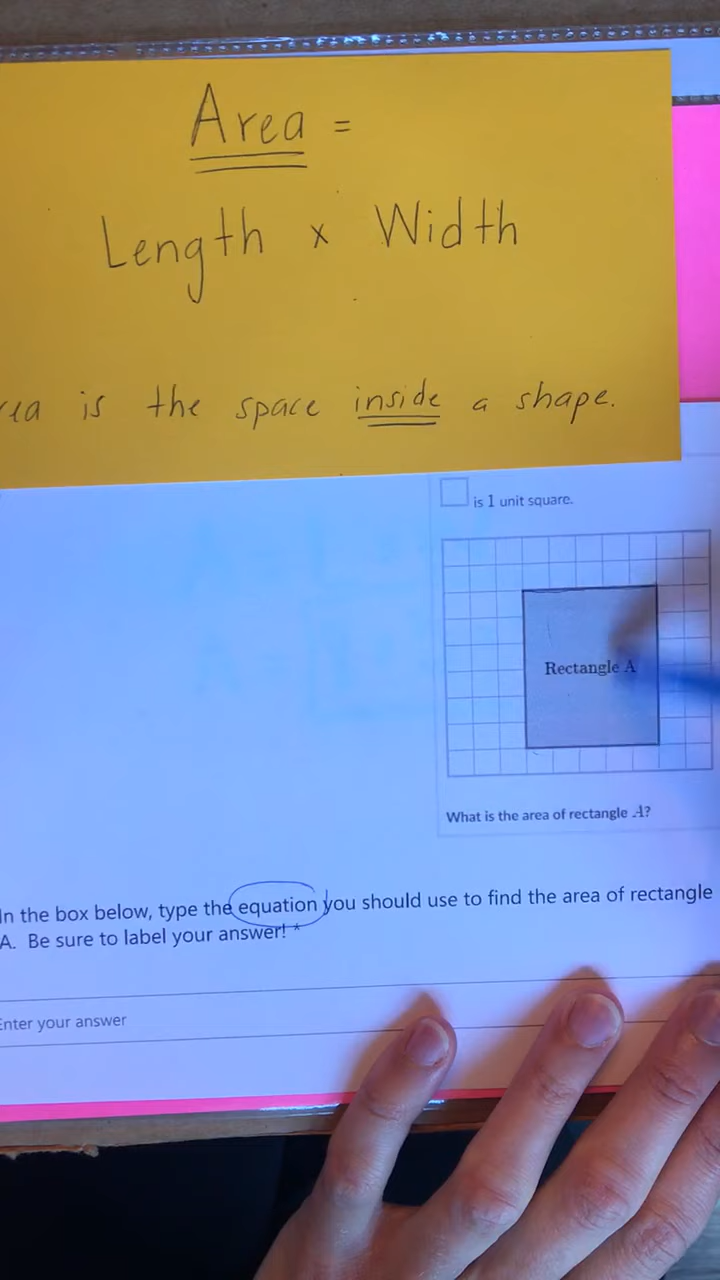 Area =
Length x Width
is the space inside a shape.
is 1 unit square.
Rectangle A
What is the area of rectangle A?
In the box below, type the equation you should use to find the area of rectangle
A. Be sure to label your answer! *
Enter your answer